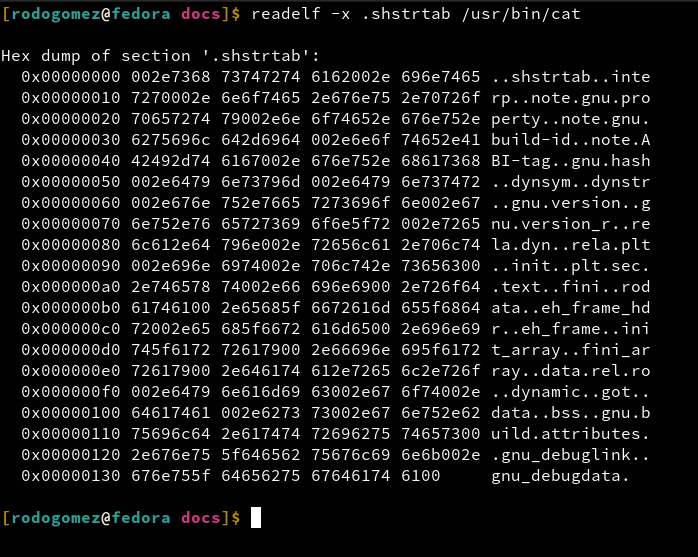 [rodogomez@fedora docs]$ readelf -x .shstrtab /usr/bin/cat
Hex dump of section '.shstrtab':
0x00000000 002e7368 73747274 6162002e 696e7465 ..shstrtab..inte
0x00000010 7270002e 6e6f7465 2e676e75 2e70726f rp..note.gnu.pro
0x00000020 70657274 79002e6e 6f74652e 676e752e perty..note.gnu.
0x00000030 6275696c 642d6964 002e6e6f 74652e41 build-id..note.A
0x00000040 42492d74 6167002e 676e752e 68617368 BI-tag..gnu.hash
0x00000050 002e6479 6e73796d 002e6479 6e737472 ..dynsym..dynstr
0x00000060 002e676e 752e7665 7273696f 6e002e67 ..gnu.version..g
0x00000070 6e752e76 65727369 6f6e5f72 002e7265 nu.version_r..re
0x00000080 6c612e64 796e002e 72656c61 2e706c74 la.dyn..rela.plt
0x00000090 002e696e 6974002e 706c742e 73656300 ..init..plt.sec.
0x000000a0 2e746578 74002e66 696e6900 2e726f64 .text..fini..rod
0x000000b0 61746100 2e65685f 6672616d 655f6864 ata..eh_frame_hd
0x000000c0 72002e65 685f6672 616d6500 2e696e69 r..eh_frame..ini
0x000000d0 745f6172 72617900 2e66696e 695f6172 t_array..fini_ar
0x000000e0 72617900 2e646174 612e7265 6c2e726f ray..data.rel.ro
0x000000f0 002e6479 6e616d69 63002e67 6f74002e ..dynamic..got..
0x00000100 64617461 002e6273 73002e67 6e752e62 data..bss..gnu.b
0x00000110 75696c64 2e617474 72696275 74657300 uild.attributes.
0x00000120 2e676e75 5f646562 75676c69 6e6b002e .gnu_debuglink..
0x00000130 676e755f 64656275 67646174 6100 gnu_debugdata.
[rodogomez@fedora docs]$